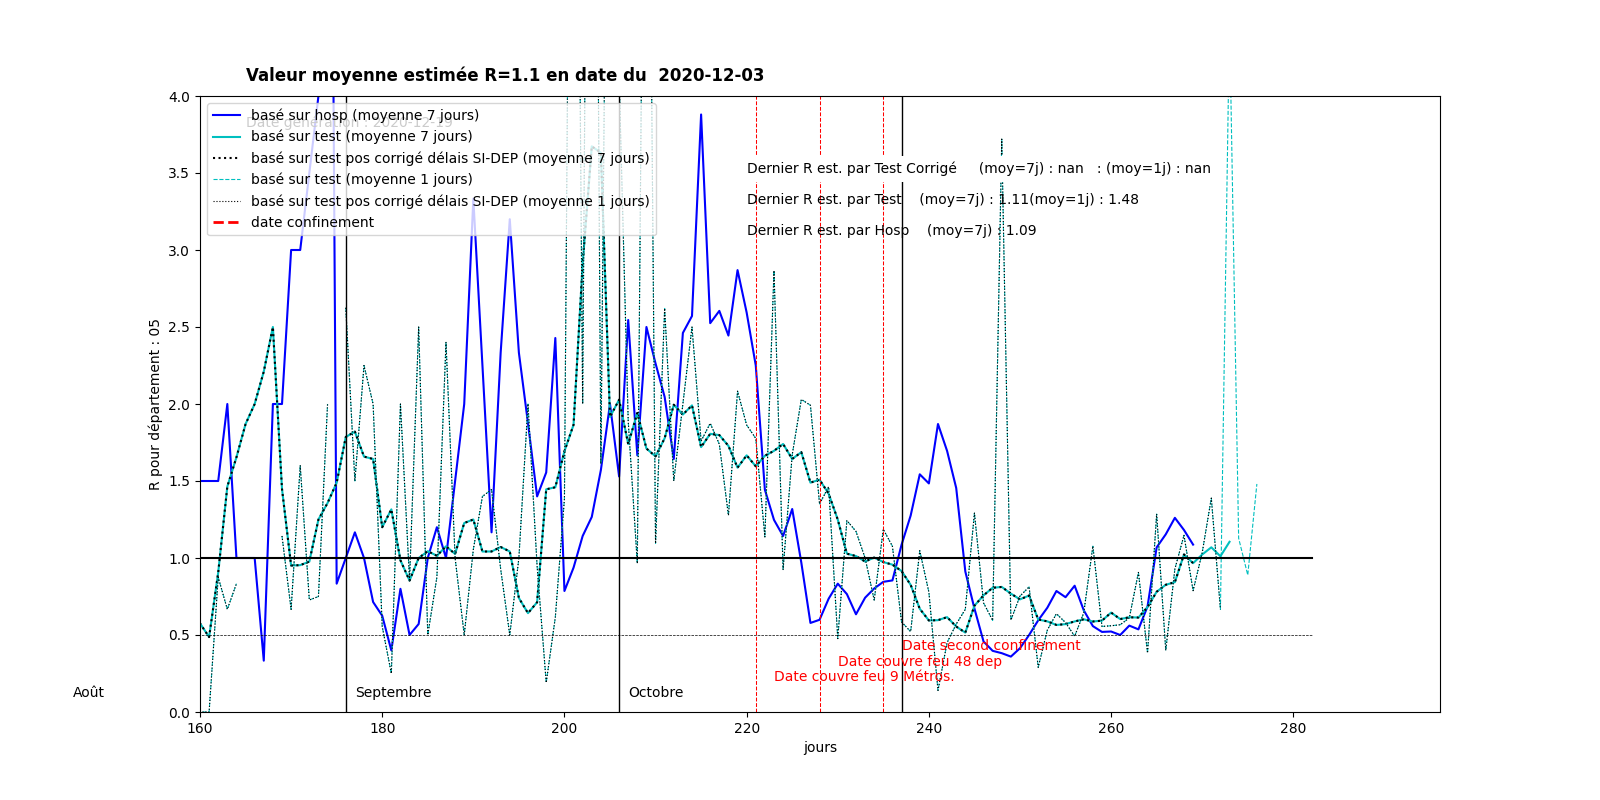 Valeur moyenne estimée R=1.1 en date du  2020-12-03
basé sur hosp (moyenne 7 jours)
basé sur test (moyenne 7 jours)
basé sur test pos corrigé délais SI-DEP (moyenne 7 jours)
basé sur test (moyenne 1 jours)
basé sur test pos corrigé délais SI-DEP (moyenne 1 jours)
date confinement
Dernier R est. par Test Corrigé (moy=7j) : nan : (moy=1j) : nan
Dernier R est. par Test (moy=7j) : 1.11(moy=1j) : 1.48
Dernier R est. par Hosp (moy=7j) : 1.09
4.0
3.5
3.0
2.5
2.0
1.5
1.0
0.5
0.0
R pour département : 05
Date second confinement
Date couvre feu 48 dep
Date couvre feu 9 Métros.
Août
Septembre
Octobre
160
180
200
220
240
260
280
jours